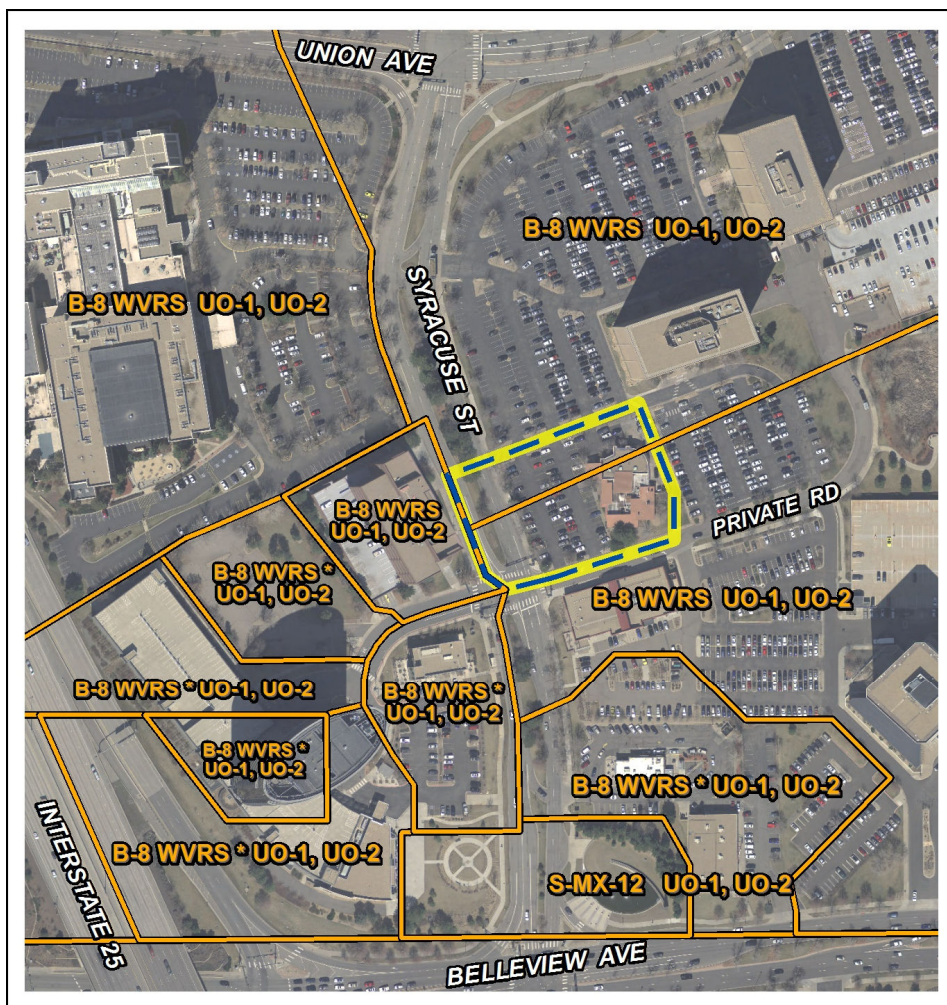 UNION AVE
B-8 WVRS UO-1, UO-2
B-8 WVRS UO-1, UO-2
SYRUCUSE ST
B-8 WVRS
UO-1, UO-2
PRIVATE RD
B-8 WVRS *
UO-1, UO-2
B-8 WVRS UO-1, UO-2
B-8 WVRS * UO-1, UO-2
B-8 WVRS *
UO-1, UO-2
B-8 WVRS *
UO-1, UO-2
B-8 WVRS * UO-1, UO-2
INTERSTATE 25
B-8 WVRS * UO-1, UO-2
S-MX-12 UO-1, UO-2
BELLEVIEW AVE